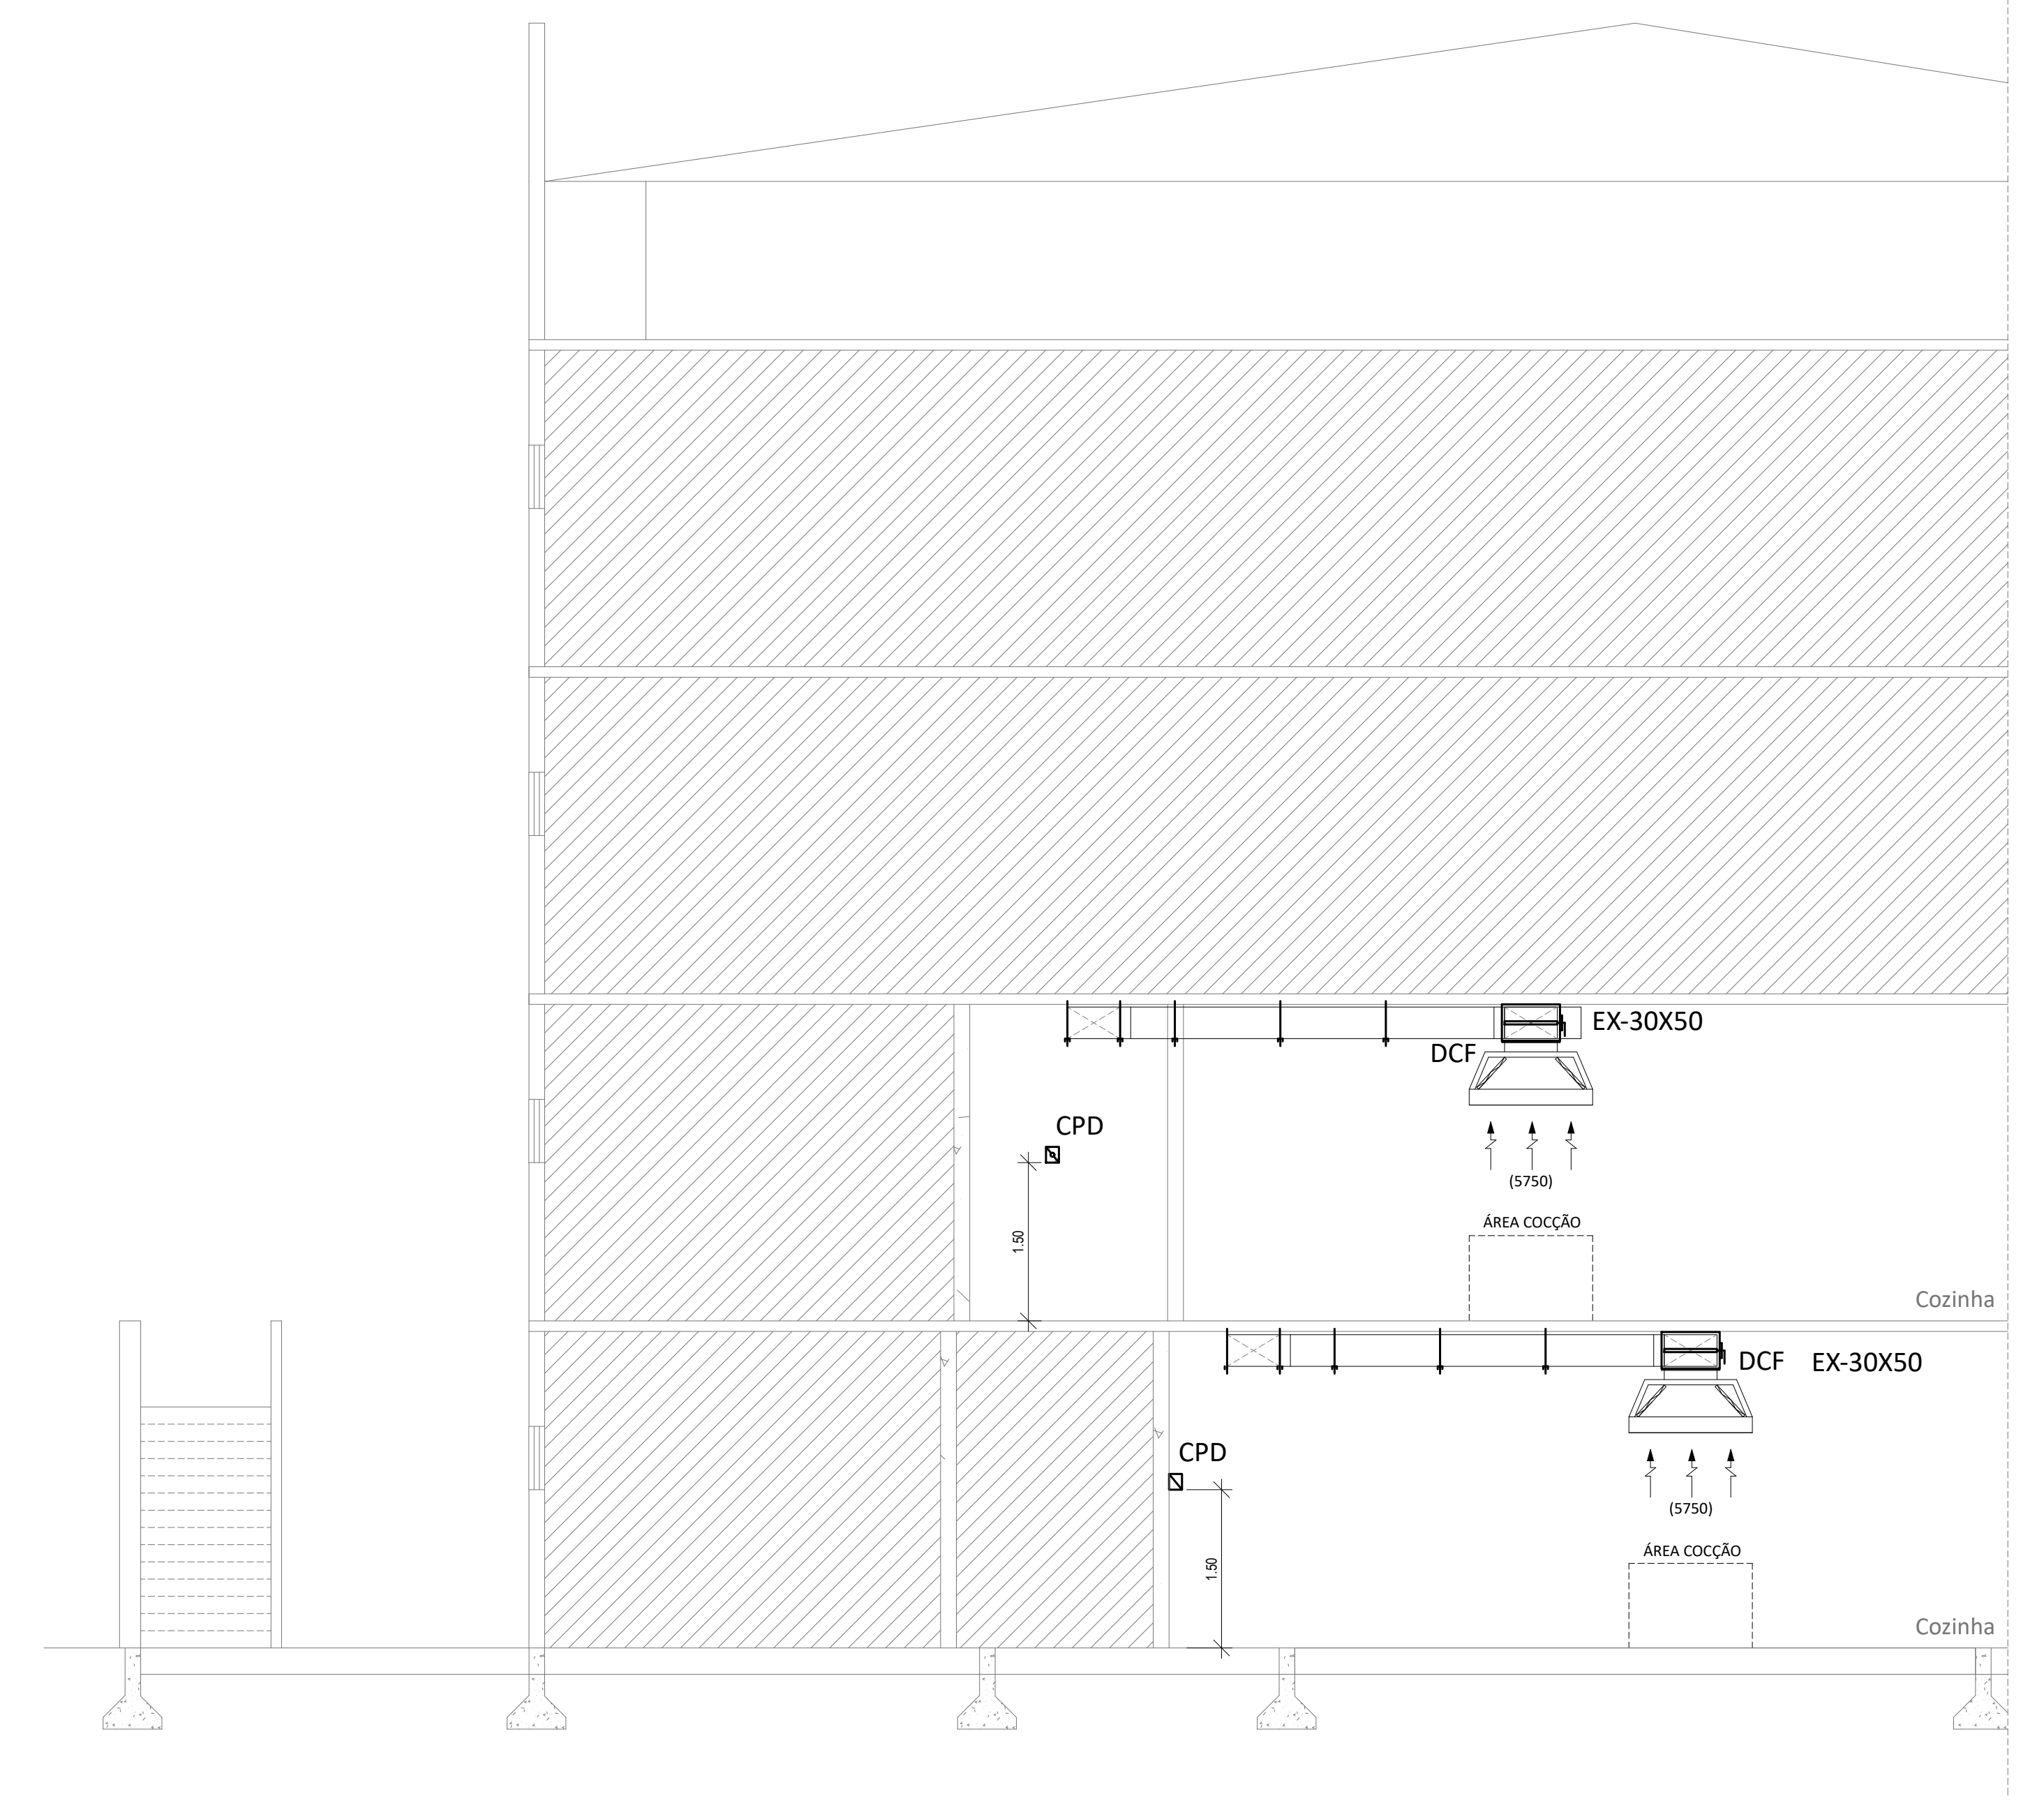 EX-30X50
DCF
CPD
(5750)
1.50
ÁREA COCÇÃO
Cozinha
DCF
EX-30X50
CPD
(5750)
1.50
ÁREA COCÇÃO
Cozinha